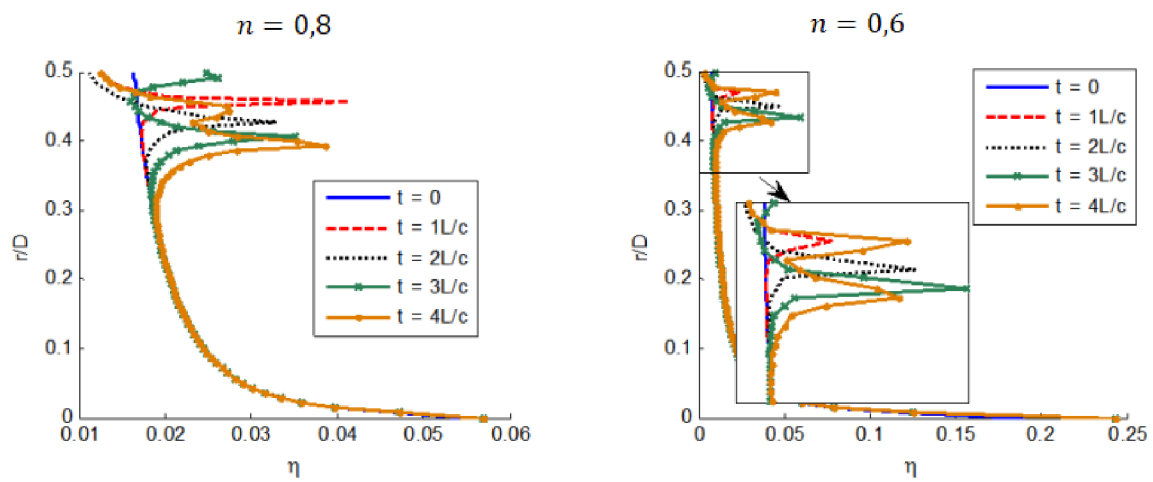 n = 0,8
r/D
0.5
0.4
0.3
0.2
0.1
0
0.01
0.02
0.03
0.04
0.05
0.06
η
t = 0
t = 1L/c
t = 2L/c
t = 3L/c
t = 4L/c
n = 0,6
r/D
0.5
0.4
0.3
0.2
0.1
0
0
0.05
0.1
0.15
0.2
0.25
η
t = 0
t = 1L/c
t = 2L/c
t = 3L/c
t = 4L/c